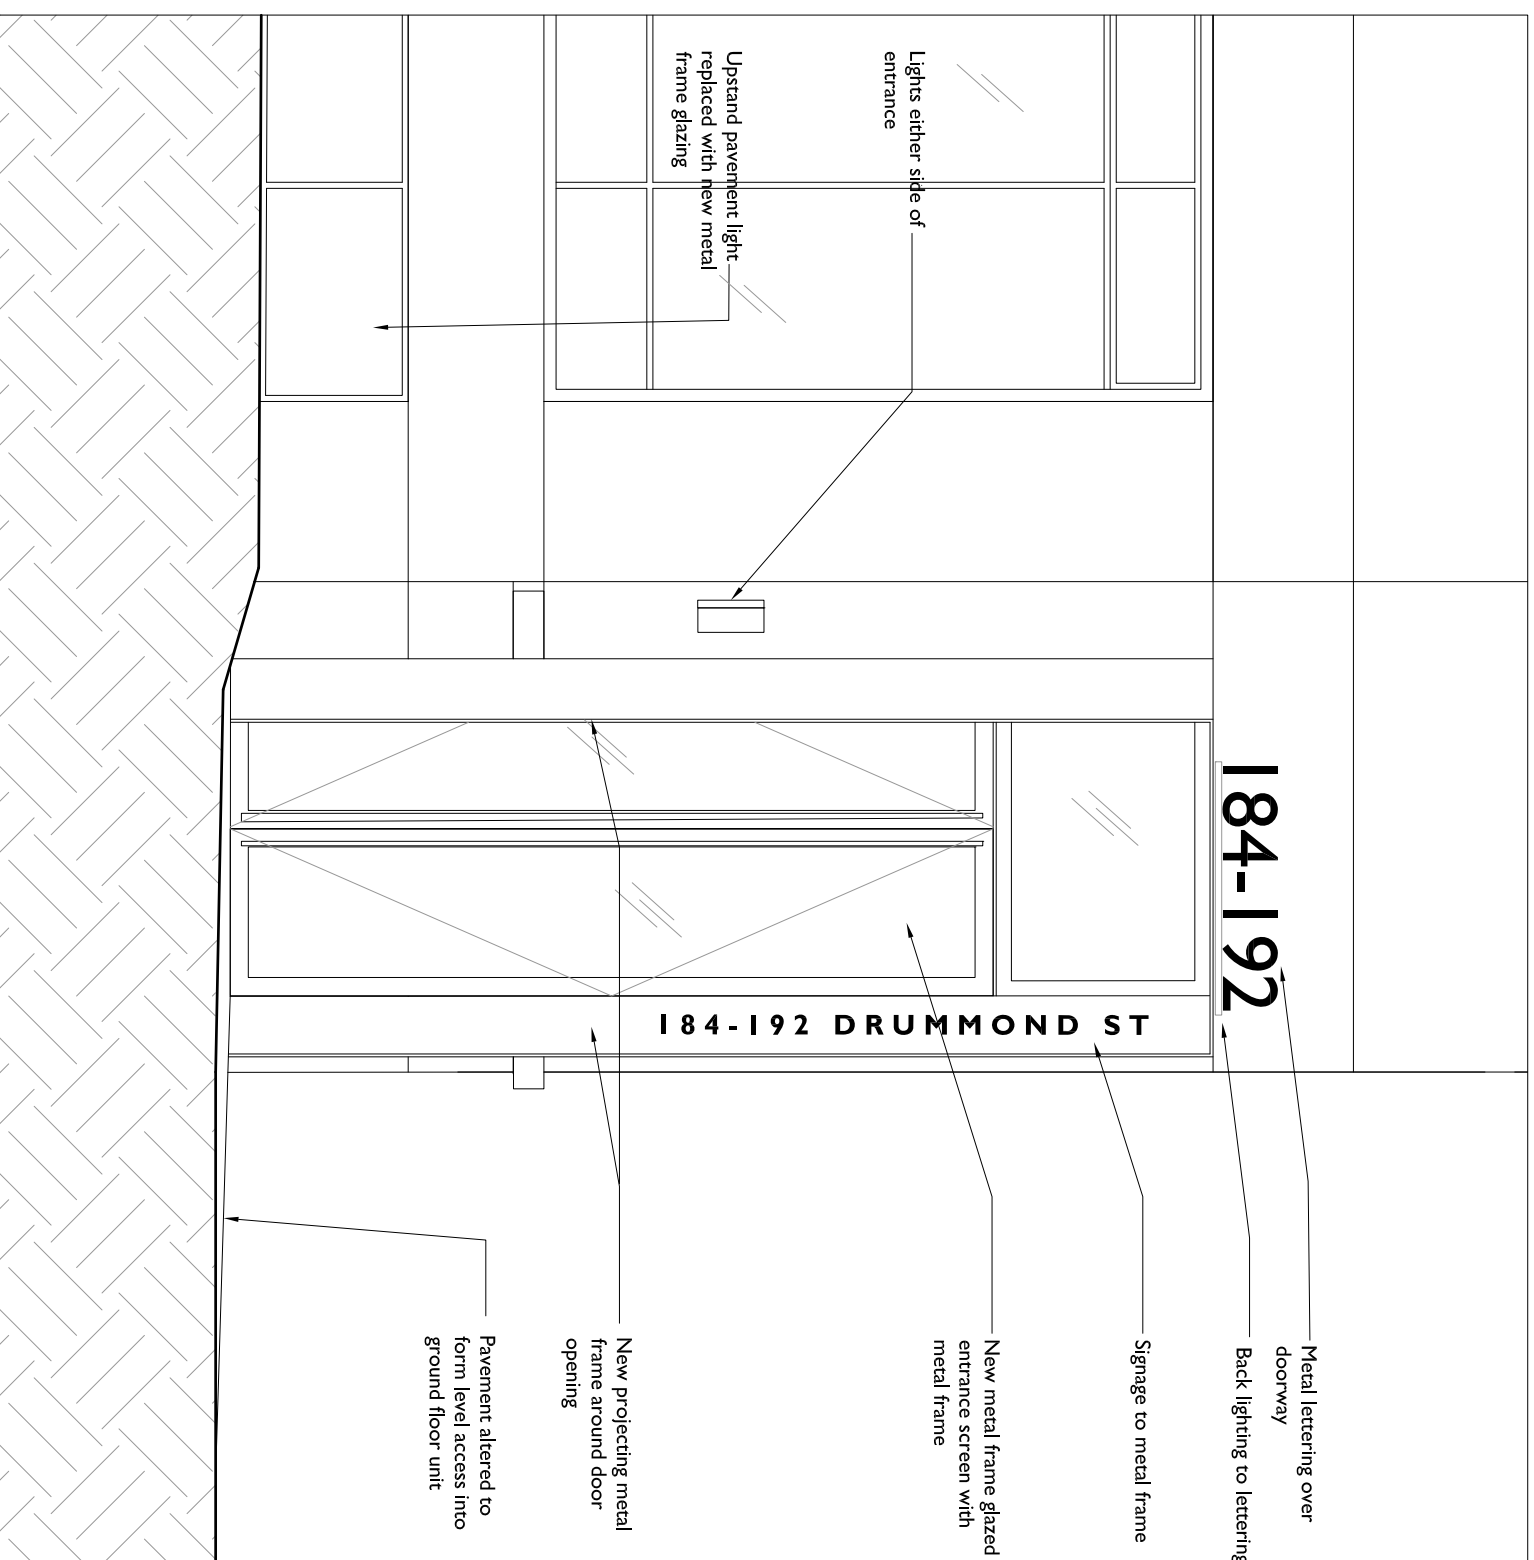 Metal lettering over
doorway
Back lighting to lettering
184-192
Signage to metal frame
184-192 DRUMMOND ST
New metal frame glazed
entrance screen with
metal frame
Lights either side of
entrance
Upstand pavement light
replaced with new metal
frame glazing
New projecting metal
frame around door
opening
Pavement altered to
form level access into
ground floor unit